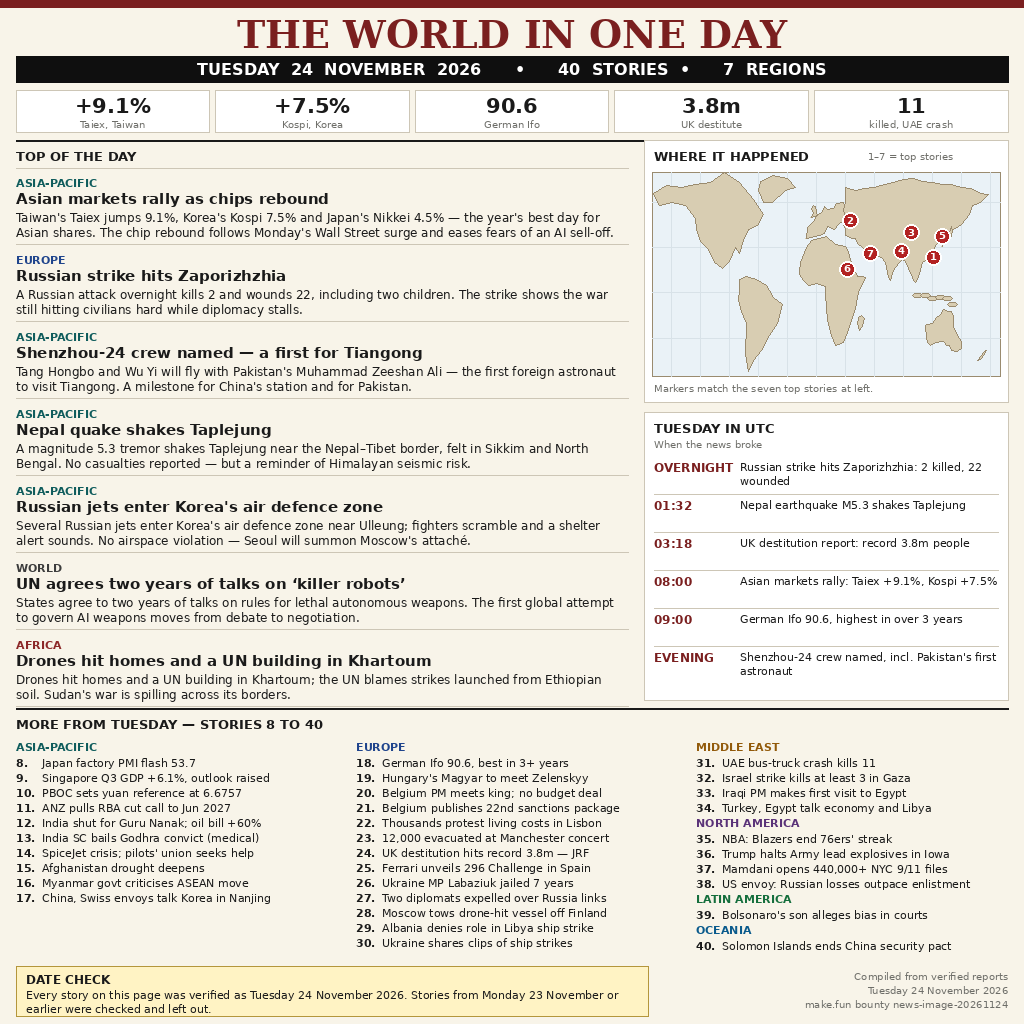 THE WORLD IN ONE DAY
TUESDAY 24 NOVEMBER 2026 • 40 STORIES • 7 REGIONS
+9.1%
Taiex, Taiwan
+7.5%
Kospi, Korea
90.6
German Ifo
3.8m
UK destitute
11
killed, UAE crash
TOP OF THE DAY
ASIA-PACIFIC
Asian markets rally as chips rebound
Taiwan's Taiex jumps 9.1%, Korea's Kospi 7.5% and Japan's Nikkei 4.5% — the year's best day for
Asian shares. The chip rebound follows Monday's Wall Street surge and eases fears of an AI sell-off.
EUROPE
Russian strike hits Zaporizhzhia
A Russian attack overnight kills 2 and wounds 22, including two children. The strike shows the war
still hitting civilians hard while diplomacy stalls.
ASIA-PACIFIC
Shenzhou-24 crew named — a first for Tiangong
Tang Hongbo and Wu Yi will fly with Pakistan's Muhammad Zeeshan Ali — the first foreign astronaut
to visit Tiangong. A milestone for China's station and for Pakistan.
ASIA-PACIFIC
Nepal quake shakes Taplejung
A magnitude 5.3 tremor shakes Taplejung near the Nepal–Tibet border, felt in Sikkim and North
Bengal. No casualties reported — but a reminder of Himalayan seismic risk.
ASIA-PACIFIC
Russian jets enter Korea's air defence zone
Several Russian jets enter Korea's air defence zone near Ulleung; fighters scramble and a shelter
alert sounds. No airspace violation — Seoul will summon Moscow's attaché.
WORLD
UN agrees two years of talks on ‘killer robots’
States agree to two years of talks on rules for lethal autonomous weapons. The first global attempt
to govern AI weapons moves from debate to negotiation.
AFRICA
Drones hit homes and a UN building in Khartoum
Drones hit homes and a UN building in Khartoum; the UN blames strikes launched from Ethiopian
soil. Sudan's war is spilling across its borders.
WHERE IT HAPPENED
1–7 = top stories
2
3
5
4
7
1
6
Markers match the seven top stories at left.
TUESDAY IN UTC
When the news broke
OVERNIGHT Russian strike hits Zaporizhzhia: 2 killed, 22
wounded
01:32 Nepal earthquake M5.3 shakes Taplejung
03:18 UK destitution report: record 3.8m people
08:00 Asian markets rally: Taiex +9.1%, Kospi +7.5%
09:00 German Ifo 90.6, highest in over 3 years
EVENING Shenzhou-24 crew named, incl. Pakistan's first
astronaut
MORE FROM TUESDAY — STORIES 8 TO 40
ASIA-PACIFIC
8. Japan factory PMI flash 53.7
9. Singapore Q3 GDP +6.1%, outlook raised
10. PBOC sets yuan reference at 6.6757
11. ANZ pulls RBA cut call to Jun 2027
12. India shut for Guru Nanak; oil bill +60%
13. India SC bails Godhra convict (medical)
14. SpiceJet crisis; pilots' union seeks help
15. Afghanistan drought deepens
16. Myanmar govt criticises ASEAN move
17. China, Swiss envoys talk Korea in Nanjing
EUROPE
18. German Ifo 90.6, best in 3+ years
19. Hungary's Magyar to meet Zelenskyy
20. Belgium PM meets king; no budget deal
21. Belgium publishes 22nd sanctions package
22. Thousands protest living costs in Lisbon
23. 12,000 evacuated at Manchester concert
24. UK destitution hits record 3.8m — JRF
25. Ferrari unveils 296 Challenge in Spain
26. Ukraine MP Labaziuk jailed 7 years
27. Two diplomats expelled over Russia links
28. Moscow tows drone-hit vessel off Finland
29. Albania denies role in Libya ship strike
30. Ukraine shares clips of ship strikes
MIDDLE EAST
31. UAE bus-truck crash kills 11
32. Israel strike kills at least 3 in Gaza
33. Iraqi PM makes first visit to Egypt
34. Turkey, Egypt talk economy and Libya
NORTH AMERICA
35. NBA: Blazers end 76ers' streak
36. Trump halts Army lead explosives in Iowa
37. Mamdani opens 440,000+ NYC 9/11 files
38. US envoy: Russian losses outpace enlistment
LATIN AMERICA
39. Bolsonaro's son alleges bias in courts
OCEANIA
40. Solomon Islands ends China security pact
DATE CHECK
Every story on this page was verified as Tuesday 24 November 2026. Stories from Monday 23 November or
earlier were checked and left out.
Compiled from verified reports
Tuesday 24 November 2026
make.fun bounty news-image-20261124